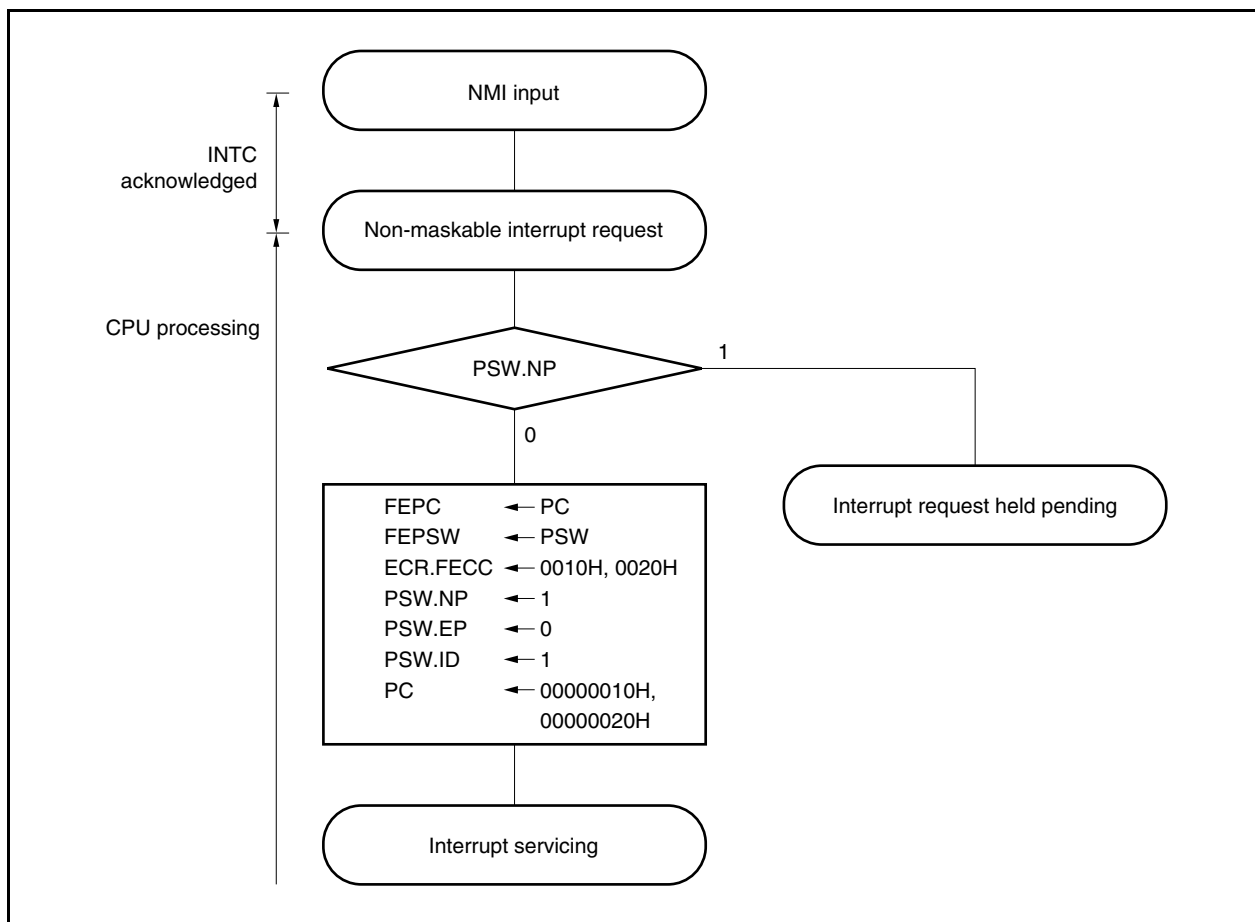 NMI input
INTC
acknowledged
Non-maskable interrupt request
CPU processing
PSW.NP
1
0
FEPC ← PC
FEPSW ← PSW
ECR.FECC ← 0010H, 0020H
PSW.NP ← 1
PSW.EP ← 0
PSW.ID ← 1
PC ← 00000010H,
00000020H
Interrupt request held pending
Interrupt servicing